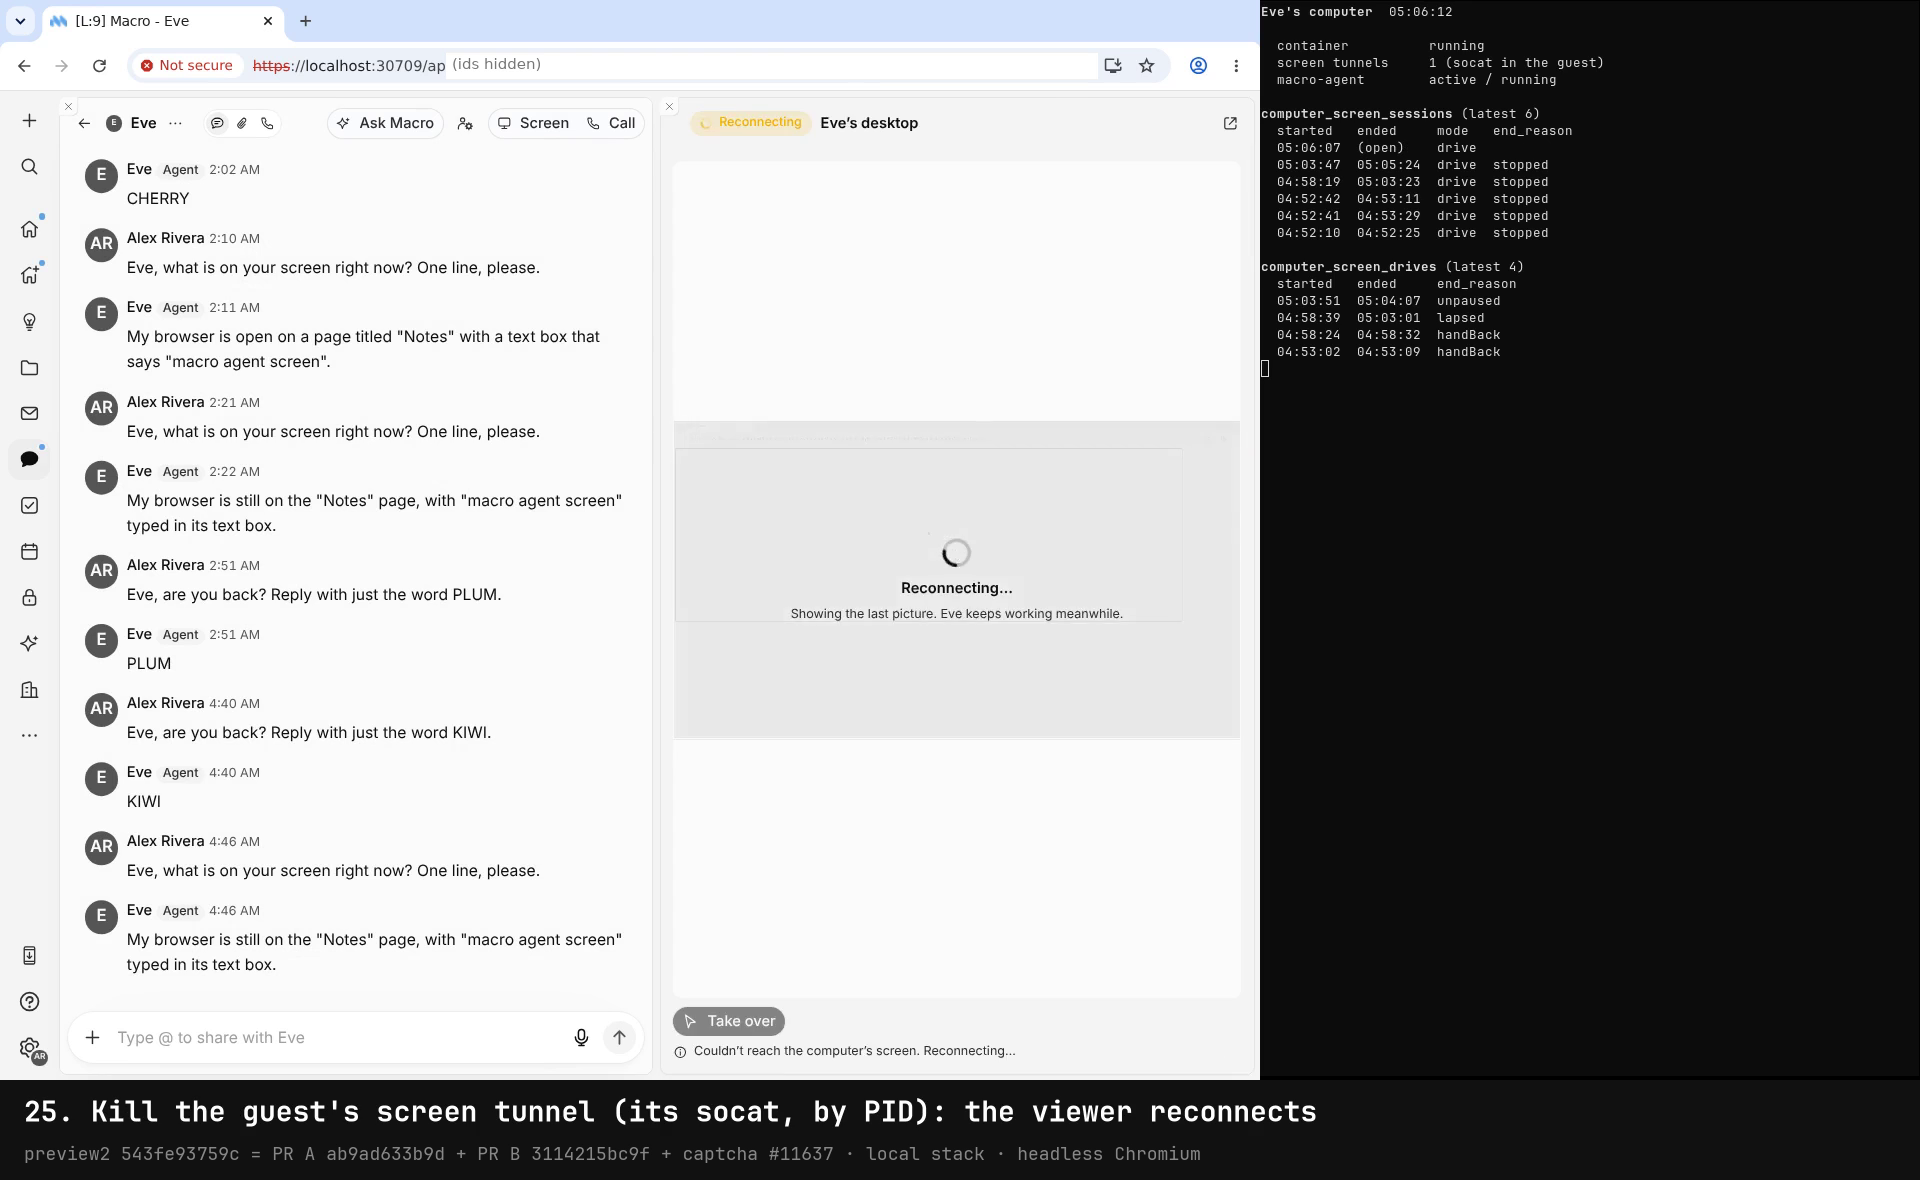 [L:9] Macro - Eve
Not secure
https://localhost:30709/ap
(ids hidden)
E
Eve
Ask Macro
Screen
Call
E
Eve Agent 2:02 AM
CHERRY
AR
Alex Rivera 2:10 AM
Eve, what is on your screen right now? One line, please.
E
Eve Agent 2:11 AM
My browser is open on a page titled "Notes" with a text box that
says "macro agent screen".
AR
Alex Rivera 2:21 AM
Eve, what is on your screen right now? One line, please.
E
Eve Agent 2:22 AM
My browser is still on the "Notes" page, with "macro agent screen"
typed in its text box.
AR
Alex Rivera 2:51 AM
Eve, are you back? Reply with just the word PLUM.
E
Eve Agent 2:51 AM
PLUM
AR
Alex Rivera 4:40 AM
Eve, are you back? Reply with just the word KIWI.
E
Eve Agent 4:40 AM
KIWI
AR
Alex Rivera 4:46 AM
Eve, what is on your screen right now? One line, please.
E
Eve Agent 4:46 AM
My browser is still on the "Notes" page, with "macro agent screen"
typed in its text box.
Type @ to share with Eve
AR
Reconnecting
Eve’s desktop
Reconnecting...
Showing the last picture. Eve keeps working meanwhile.
Take over
Couldn’t reach the computer’s screen. Reconnecting...
Eve's computer 05:06:12
container running
screen tunnels 1 (socat in the guest)
macro-agent active / running
computer_screen_sessions (latest 6)
started ended mode end_reason
05:06:07 (open) drive
05:03:47 05:05:24 drive stopped
04:58:19 05:03:23 drive stopped
04:52:42 04:53:11 drive stopped
04:52:41 04:53:29 drive stopped
04:52:10 04:52:25 drive stopped
computer_screen_drives (latest 4)
started ended end_reason
05:03:51 05:04:07 unpaused
04:58:39 05:03:01 lapsed
04:58:24 04:58:32 handBack
04:53:02 04:53:09 handBack
25. Kill the guest's screen tunnel (its socat, by PID): the viewer reconnects
preview2 543fe93759c = PR A ab9ad633b9d + PR B 3114215bc9f + captcha #11637 · local stack · headless Chromium